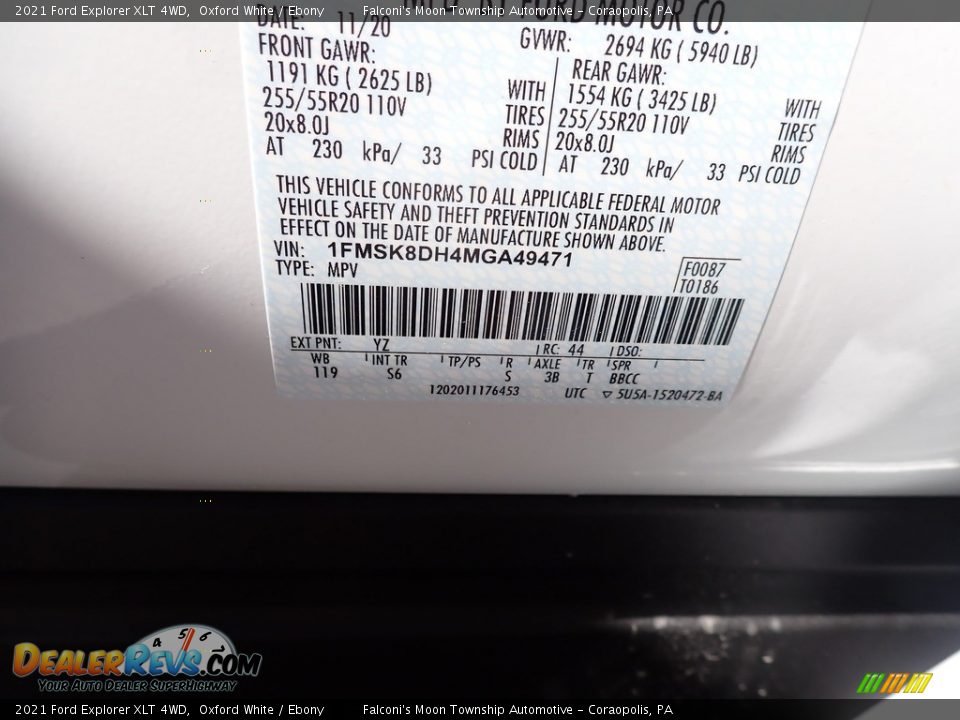 2021 Ford Explorer XLT 4WD, Oxford White / Ebony Falconi's Moon Township Automotive - Coraopolis, PA
FORD MOTOR CO.
DATE: 11/20 GVWR: 2694 KG ( 5940 LB)
FRONT GAWR: REAR GAWR:
1191 KG ( 2625 LB) WITH 1554 KG ( 3425 LB) WITH
255/55R20 110V TIRES 255/55R20 110V TIRES
20x8.0J RIMS 20x8.0J RIMS
AT 230 kPa/ 33 PSI COLD AT 230 kPa/ 33 PSI COLD
THIS VEHICLE CONFORMS TO ALL APPLICABLE FEDERAL MOTOR
VEHICLE SAFETY AND THEFT PREVENTION STANDARDS IN
EFFECT ON THE DATE OF MANUFACTURE SHOWN ABOVE.
VIN: 1FMSK8DH4MGA49471
TYPE: MPV
F0087
T0186
EXT PNT: YZ RC: 44 DSO:
WB INT TR TP/PS R AXLE TR SPR
119 S6 S 3B T BBCC
1202011176453 UTC ▽ 5U5A-1520472-BA
4 5 6
DEALERREVS.COM
YOUR AUTO DEALER SUPERHIGHWAY
2021 Ford Explorer XLT 4WD, Oxford White / Ebony Falconi's Moon Township Automotive - Coraopolis, PA